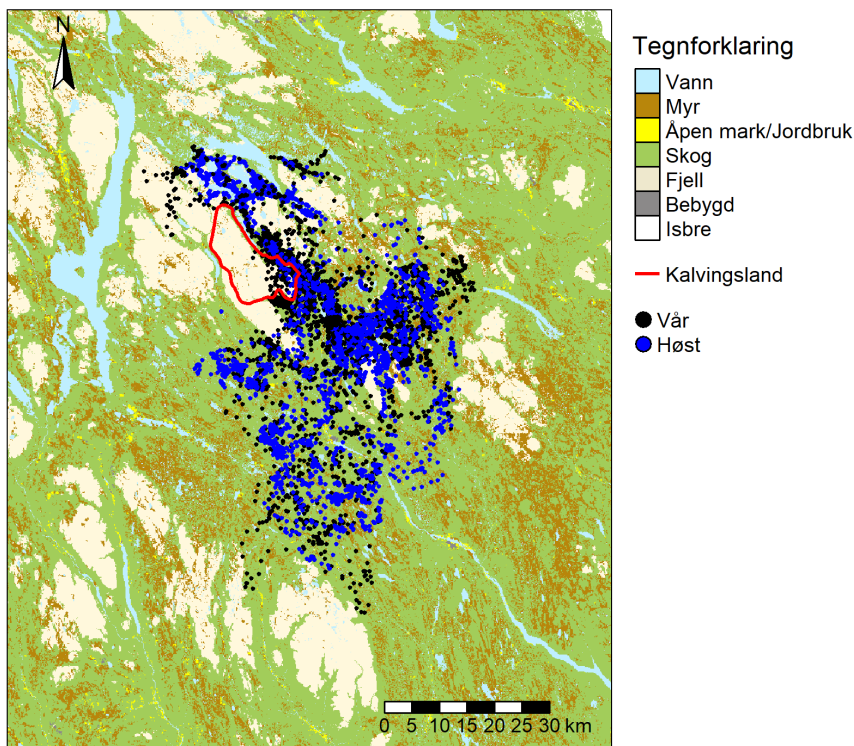 N
Tegnforklaring
Vann
Myr
Åpen mark/Jordbruk
Skog
Fjell
Bebygd
Isbre
Kalvingsland
Vår
Høst
0 5 10 15 20 25 30 km